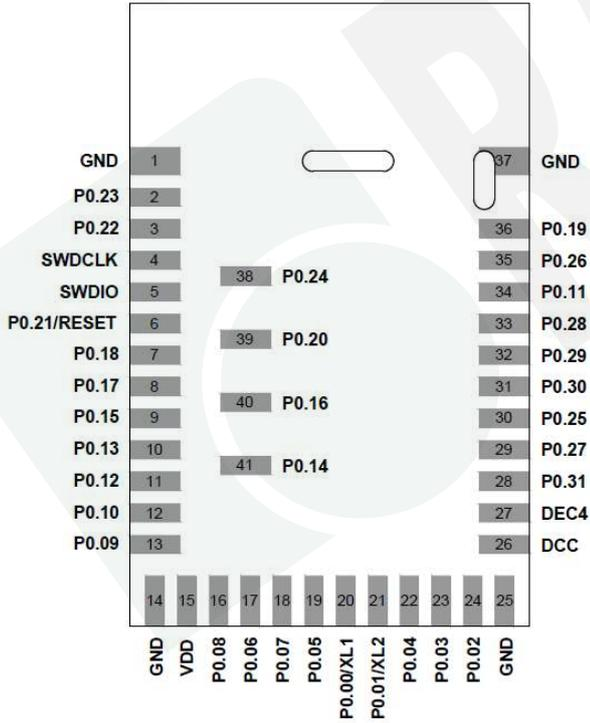 GND 1 37 GND
P0.23 2
P0.22 3 36 P0.19
SWDCLK 4 35 P0.26
38 P0.24
SWDIO 5 34 P0.11
P0.21/RESET 6 33 P0.28
39 P0.20
P0.18 7 32 P0.29
P0.17 8 31 P0.30
40 P0.16
P0.15 9 30 P0.25
P0.13 10 29 P0.27
41 P0.14
P0.12 11 28 P0.31
P0.10 12 27 DEC4
P0.09 13 26 DCC
14 15 16 17 18 19 20 21 22 23 24 25
GND
VDD
P0.08
P0.06
P0.07
P0.05
P0.00/XL1
P0.01/XL2
P0.04
P0.03
P0.02
GND